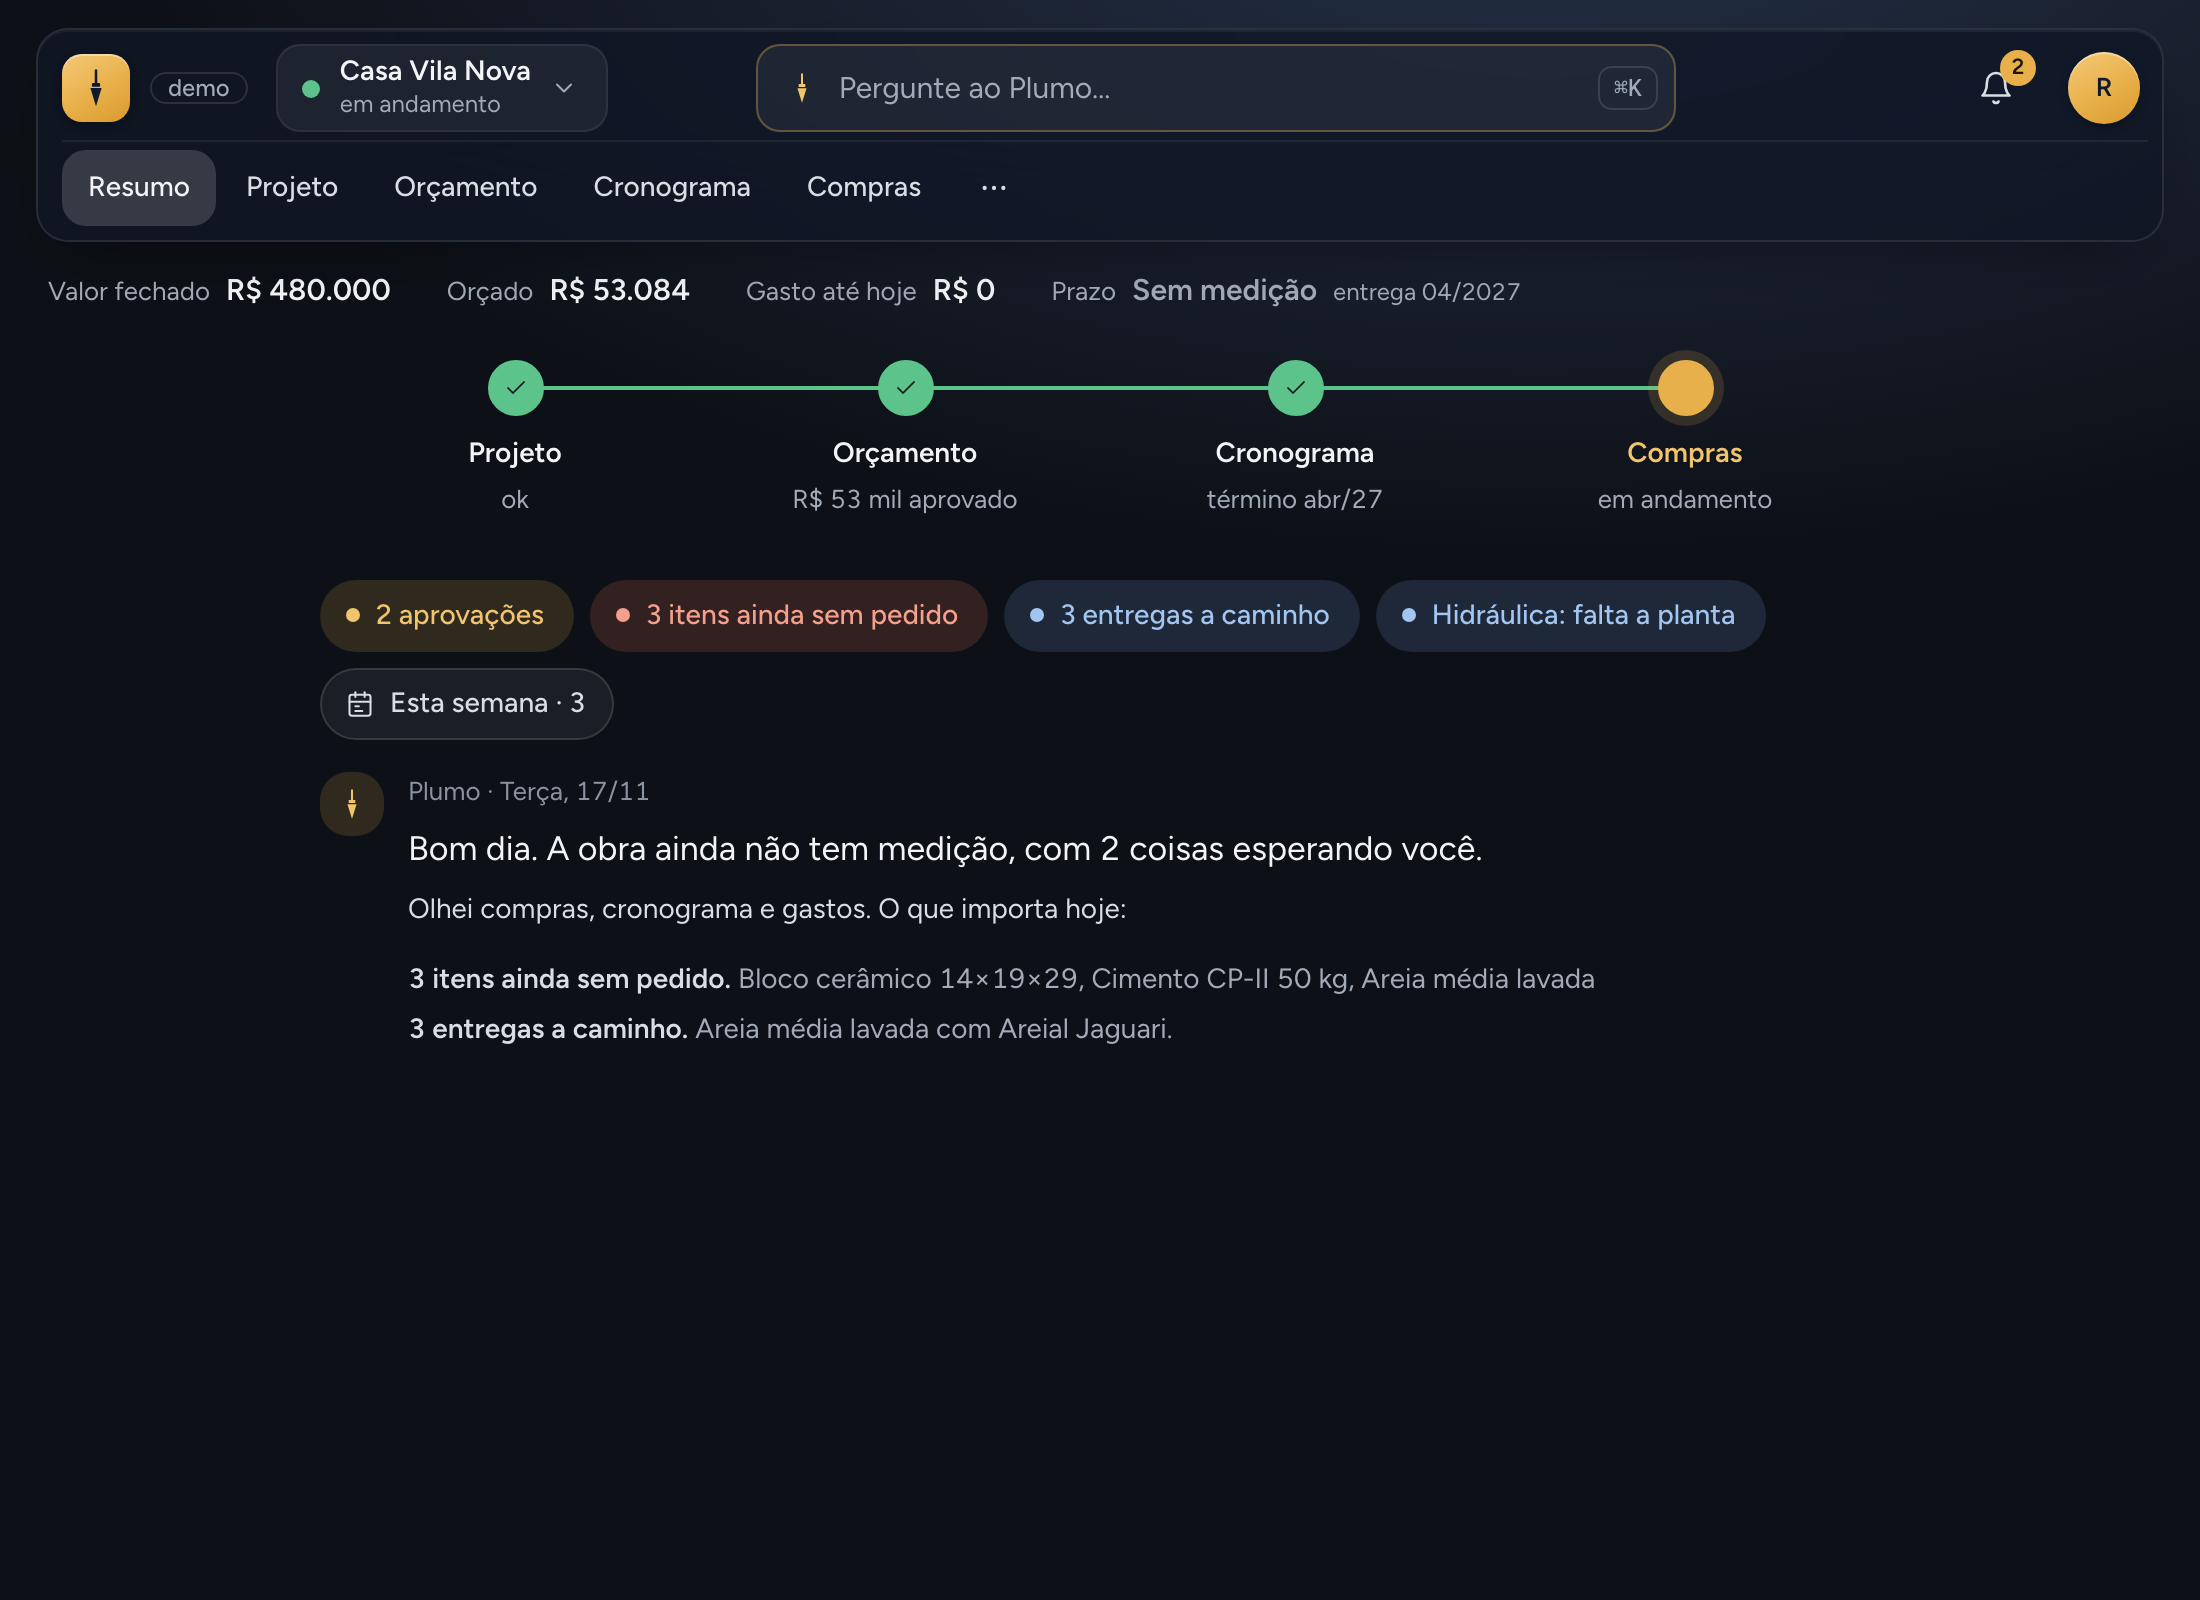 demo
Casa Vila Nova
em andamento
Pergunte ao Plumo...
⌘K
2
R
Resumo
Projeto
Orçamento
Cronograma
Compras
...
Valor fechado R$ 480.000 Orçado R$ 53.084 Gasto até hoje R$ 0 Prazo Sem medição entrega 04/2027
Projeto
ok
Orçamento
R$ 53 mil aprovado
Cronograma
término abr/27
Compras
em andamento
2 aprovações
3 itens ainda sem pedido
3 entregas a caminho
Hidráulica: falta a planta
Esta semana · 3
Plumo · Terça, 17/11
Bom dia. A obra ainda não tem medição, com 2 coisas esperando você.
Olhei compras, cronograma e gastos. O que importa hoje:
3 itens ainda sem pedido. Bloco cerâmico 14×19×29, Cimento CP-II 50 kg, Areia média lavada
3 entregas a caminho. Areia média lavada com Areial Jaguari.